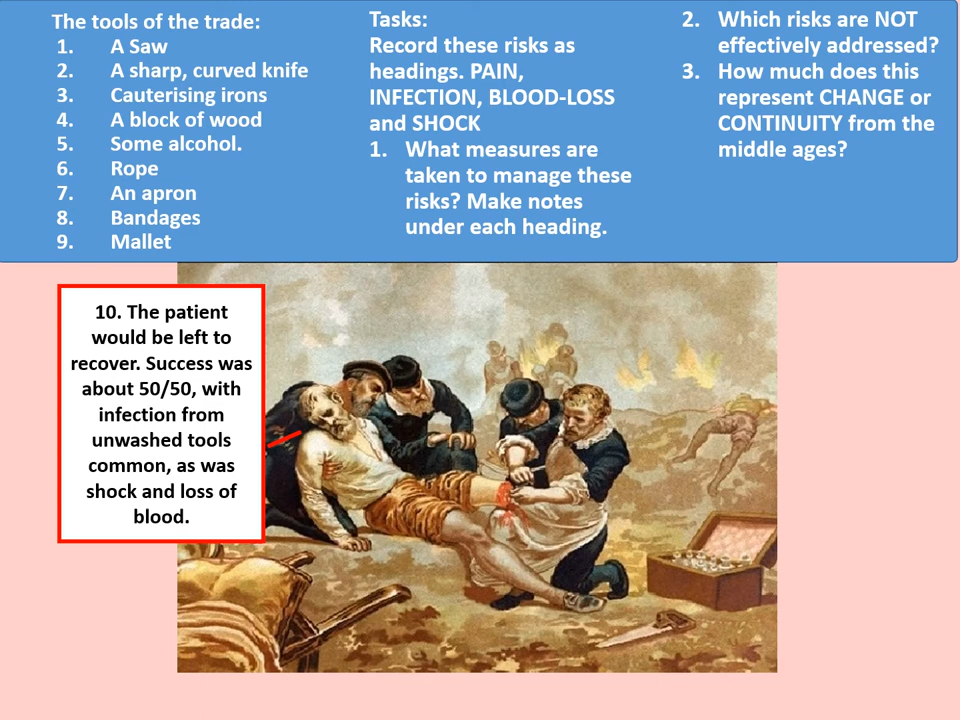 The tools of the trade:
1. A Saw
2. A sharp, curved knife
3. Cauterising irons
4. A block of wood
5. Some alcohol.
6. Rope
7. An apron
8. Bandages
9. Mallet
Tasks:
Record these risks as
headings. PAIN,
INFECTION, BLOOD-LOSS
and SHOCK
1. What measures are
taken to manage these
risks? Make notes
under each heading.
2. Which risks are NOT
effectively addressed?
3. How much does this
represent CHANGE or
CONTINUITY from the
middle ages?
10. The patient
would be left to
recover. Success was
about 50/50, with
infection from
unwashed tools
common, as was
shock and loss of
blood.